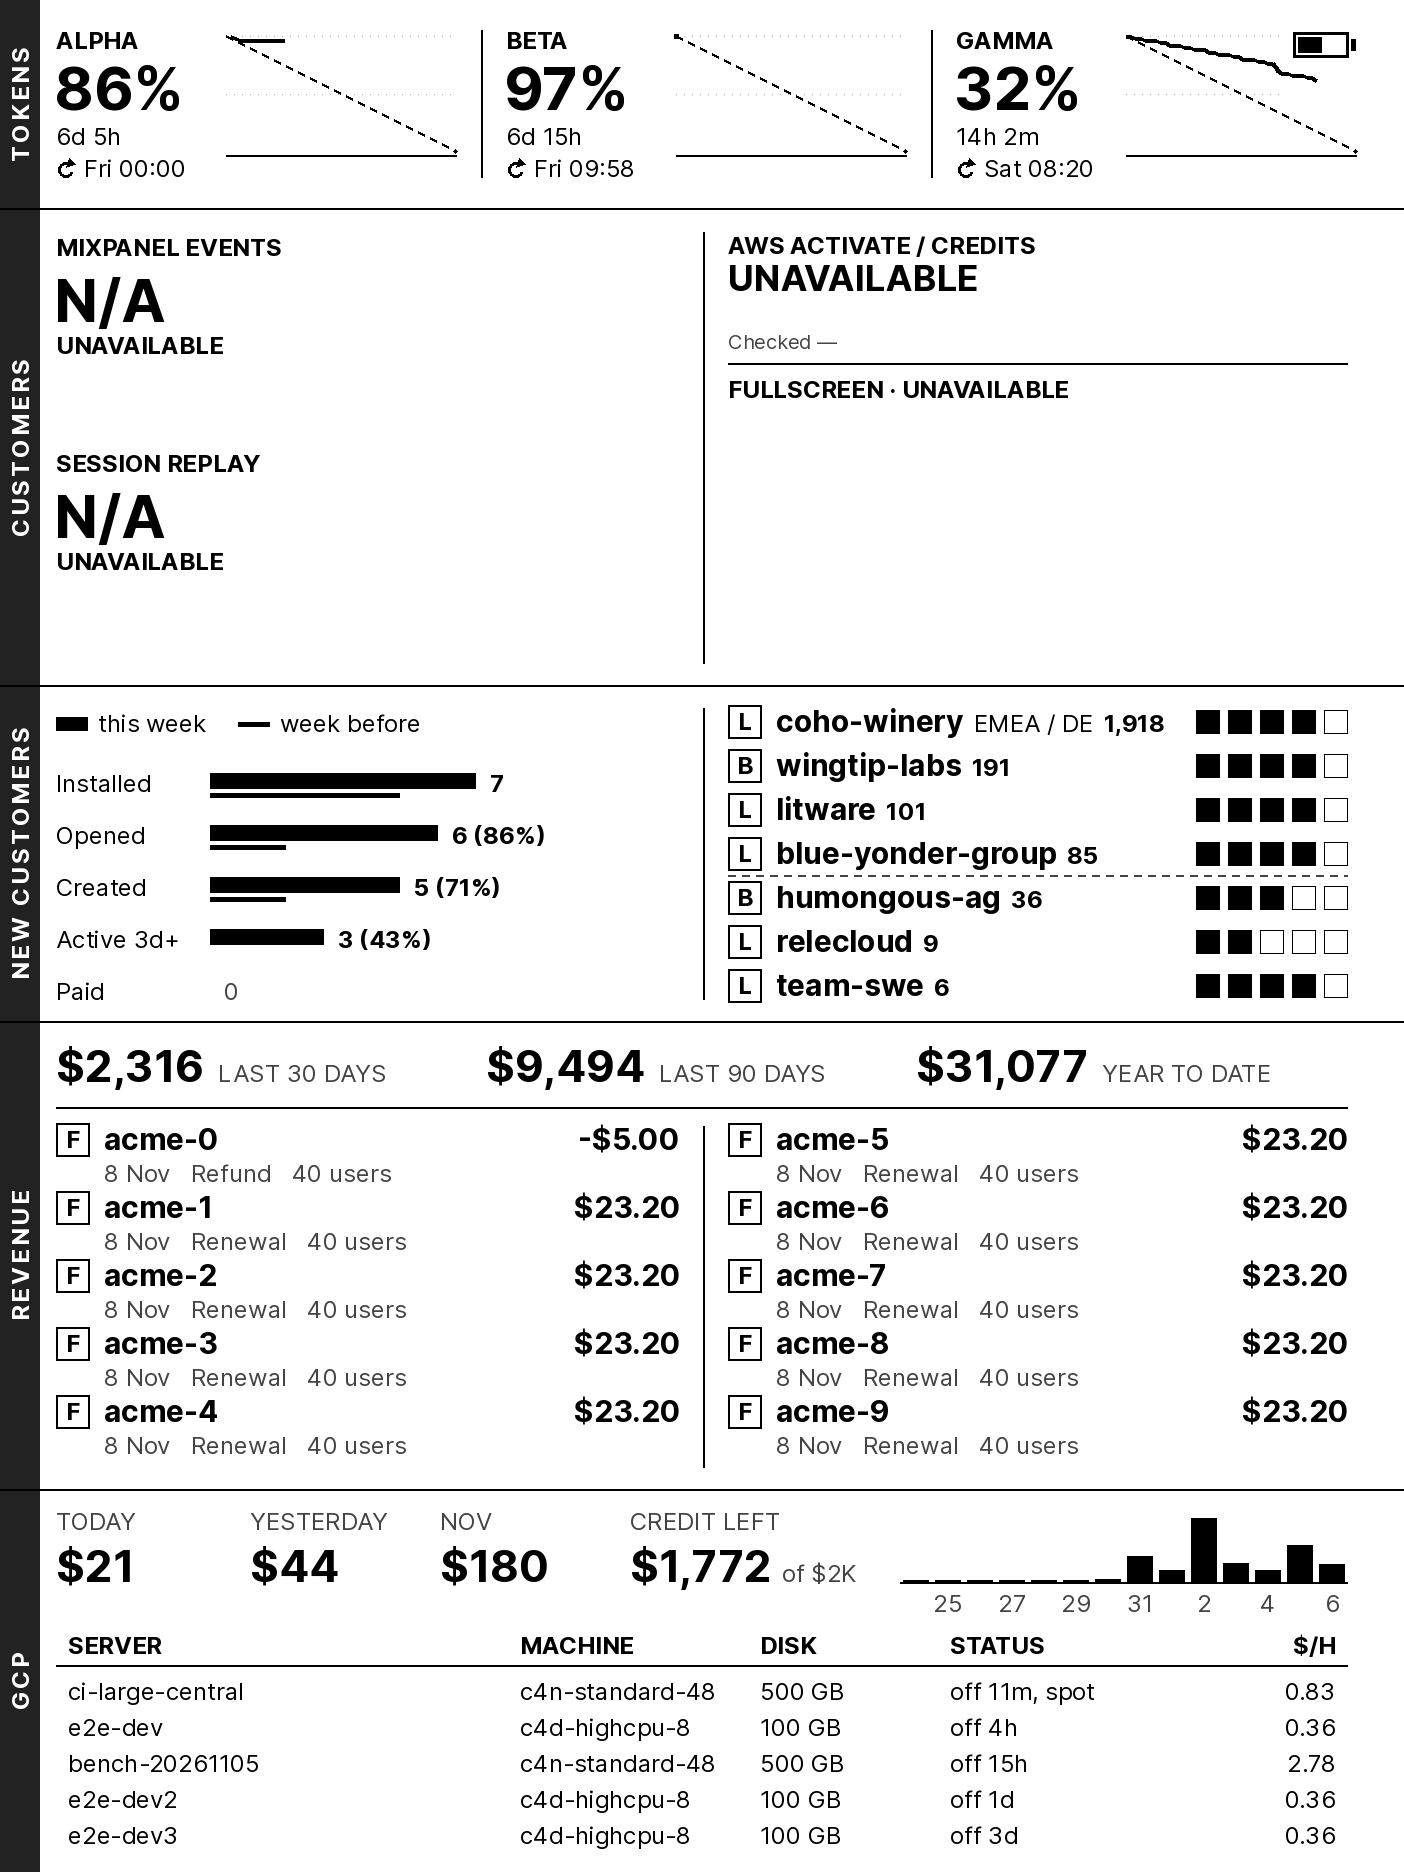 TOKENS
ALPHA
86%
6d 5h
Fri 00:00
BETA
97%
6d 15h
Fri 09:58
GAMMA
32%
14h 2m
Sat 08:20
CUSTOMERS
MIXPANEL EVENTS
N/A
UNAVAILABLE
SESSION REPLAY
N/A
UNAVAILABLE
AWS ACTIVATE / CREDITS
UNAVAILABLE
Checked —
FULLSCREEN · UNAVAILABLE
NEW CUSTOMERS
this week week before
Installed 7
Opened 6 (86%)
Created 5 (71%)
Active 3d+ 3 (43%)
Paid 0
L coho-winery EMEA / DE 1,918
B wingtip-labs 191
L litware 101
L blue-yonder-group 85
B humongous-ag 36
L relecloud 9
L team-swe 6
REVENUE
$2,316 LAST 30 DAYS $9,494 LAST 90 DAYS $31,077 YEAR TO DATE
F acme-0 -$5.00
8 Nov Refund 40 users
F acme-1 $23.20
8 Nov Renewal 40 users
F acme-2 $23.20
8 Nov Renewal 40 users
F acme-3 $23.20
8 Nov Renewal 40 users
F acme-4 $23.20
8 Nov Renewal 40 users
F acme-5 $23.20
8 Nov Renewal 40 users
F acme-6 $23.20
8 Nov Renewal 40 users
F acme-7 $23.20
8 Nov Renewal 40 users
F acme-8 $23.20
8 Nov Renewal 40 users
F acme-9 $23.20
8 Nov Renewal 40 users
GCP
TODAY YESTERDAY NOV CREDIT LEFT
$21 $44 $180 $1,772 of $2K
25 27 29 31 2 4 6
SERVER MACHINE DISK STATUS $/H
ci-large-central c4n-standard-48 500 GB off 11m, spot 0.83
e2e-dev c4d-highcpu-8 100 GB off 4h 0.36
bench-20261105 c4n-standard-48 500 GB off 15h 2.78
e2e-dev2 c4d-highcpu-8 100 GB off 1d 0.36
e2e-dev3 c4d-highcpu-8 100 GB off 3d 0.36